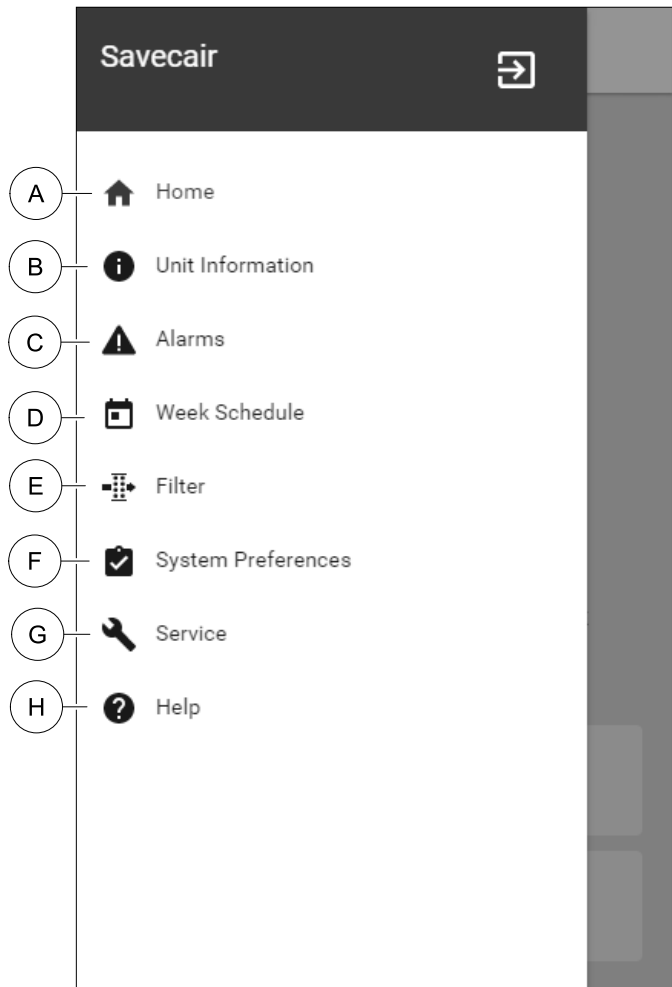 Savecair
A Home
B Unit Information
C Alarms
D Week Schedule
E Filter
F System Preferences
G Service
H Help